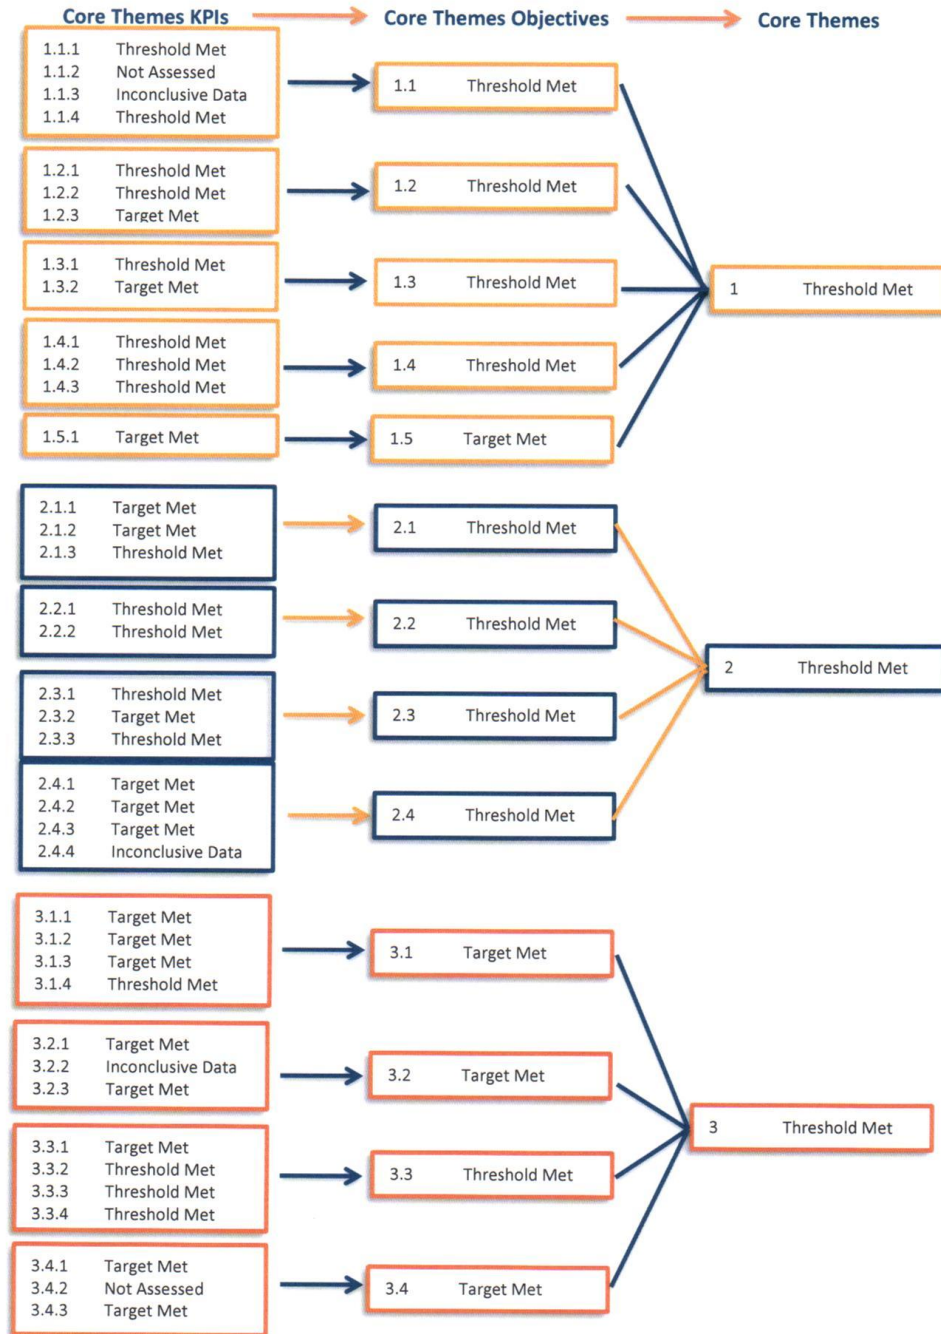 Core Themes KPIs Core Themes Objectives Core Themes
1.1.1 Threshold Met
1.1.2 Not Assessed
1.1.3 Inconclusive Data
1.1.4 Threshold Met
1.1 Threshold Met
1.2.1 Threshold Met
1.2.2 Threshold Met
1.2.3 Target Met
1.2 Threshold Met
1.3.1 Threshold Met
1.3.2 Target Met
1.3 Threshold Met
1.4.1 Threshold Met
1.4.2 Threshold Met
1.4.3 Threshold Met
1.4 Threshold Met
1.5.1 Target Met
1.5 Target Met
1 Threshold Met
2.1.1 Target Met
2.1.2 Target Met
2.1.3 Threshold Met
2.1 Threshold Met
2.2.1 Threshold Met
2.2.2 Threshold Met
2.2 Threshold Met
2.3.1 Threshold Met
2.3.2 Target Met
2.3.3 Threshold Met
2.3 Threshold Met
2.4.1 Target Met
2.4.2 Target Met
2.4.3 Target Met
2.4.4 Inconclusive Data
2.4 Threshold Met
2 Threshold Met
3.1.1 Target Met
3.1.2 Target Met
3.1.3 Target Met
3.1.4 Threshold Met
3.1 Target Met
3.2.1 Target Met
3.2.2 Inconclusive Data
3.2.3 Target Met
3.2 Target Met
3.3.1 Target Met
3.3.2 Threshold Met
3.3.3 Threshold Met
3.3.4 Threshold Met
3.3 Threshold Met
3.4.1 Target Met
3.4.2 Not Assessed
3.4.3 Target Met
3.4 Target Met
3 Threshold Met